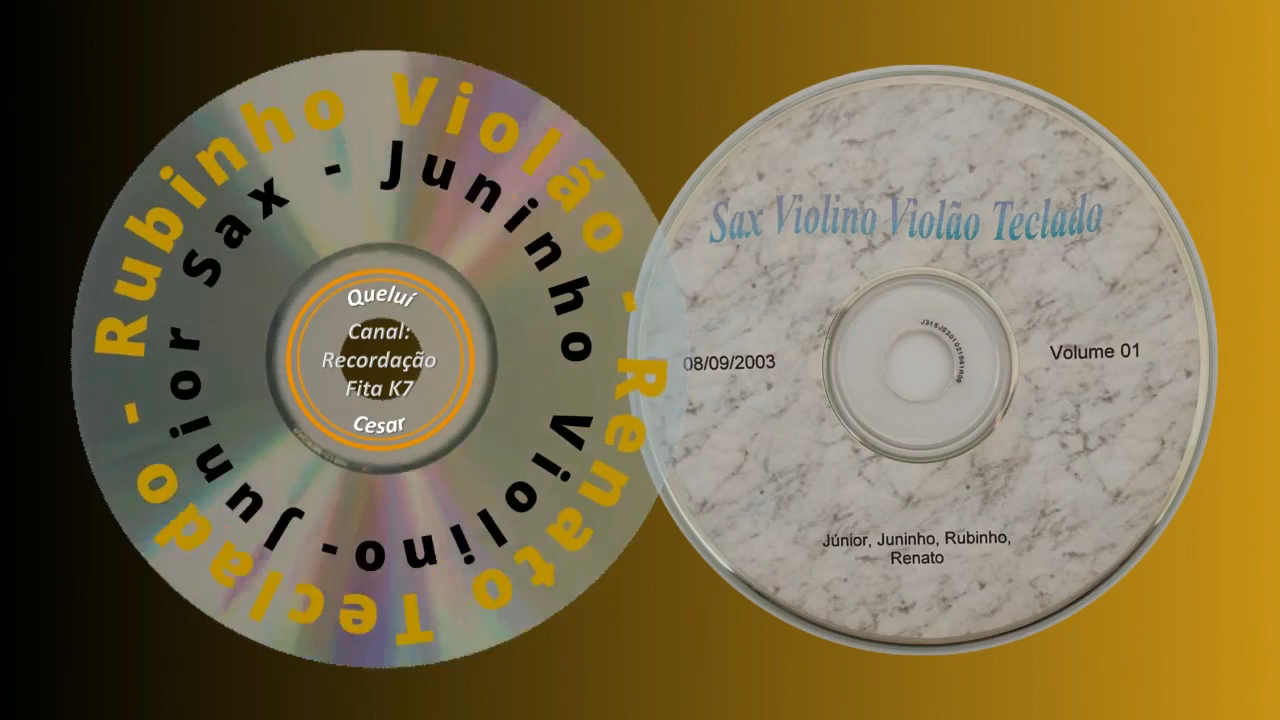 Rubinho Violão - Renato Teclado -
Junior Sax - Juninho Violino-
Queluí
Canal:
Recordação
Fita K7
Cesar
Sax Violino Violão Teclado
08/09/2003
Volume 01
Júnior, Juninho, Rubinho,
Renato